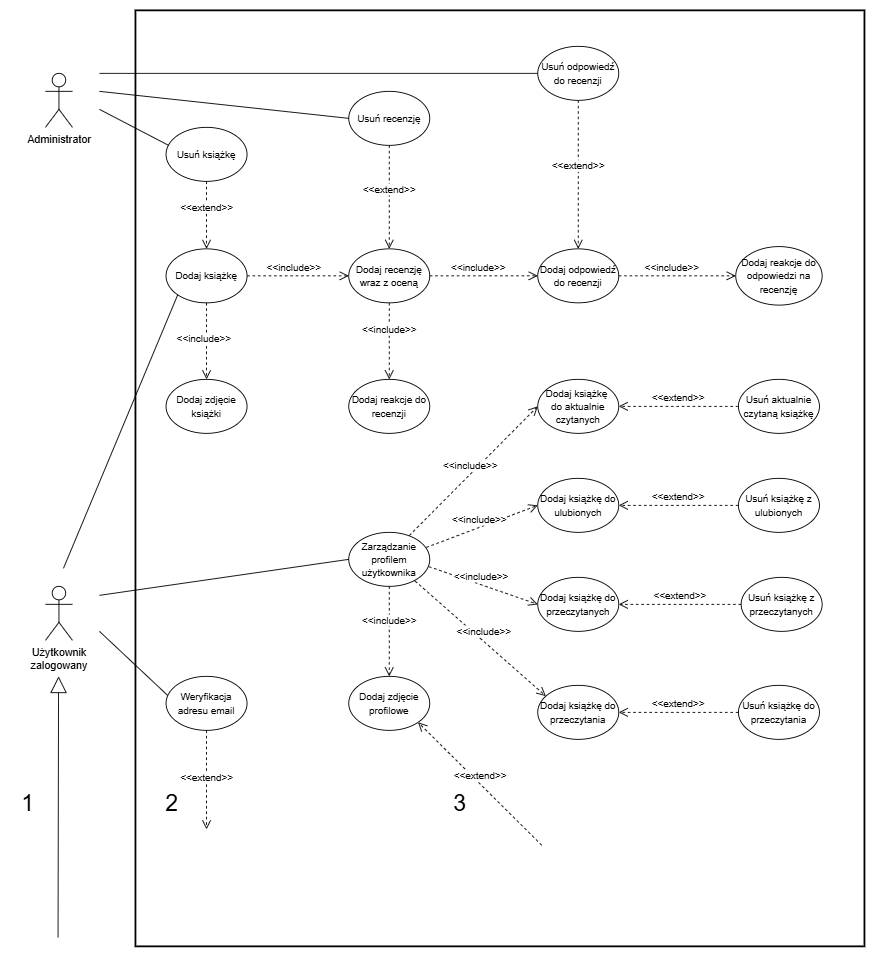 Usuń odpowiedź
do recenzji
Administrator
Usuń recenzję
Usuń książkę
<<extend>>
<<extend>>
<<extend>>
Dodaj książkę
<<include>>
Dodaj recenzję
wraz z oceną
<<include>>
Dodaj odpowiedź
do recenzji
<<include>>
Dodaj reakcje do
odpowiedzi na
recenzję
<<include>>
<<include>>
Dodaj zdjęcie
książki
Dodaj reakcje do
recenzji
Dodaj książkę
do aktualnie
czytanych
<<extend>>
Usuń aktualnie
czytaną książkę
<<include>>
Dodaj książkę do
ulubionych
<<extend>>
Usuń książkę z
ulubionych
<<include>>
Zarządzanie
profilem
użytkownika
<<include>>
Dodaj książkę do
przeczytanych
<<extend>>
Usuń książkę z
przeczytanych
<<include>>
<<include>>
Użytkownik
zalogowany
Weryfikacja
adresu email
Dodaj zdjęcie
profilowe
Dodaj książkę do
przeczytania
<<extend>>
Usuń książkę do
przeczytania
<<extend>>
<<extend>>
1
2
3